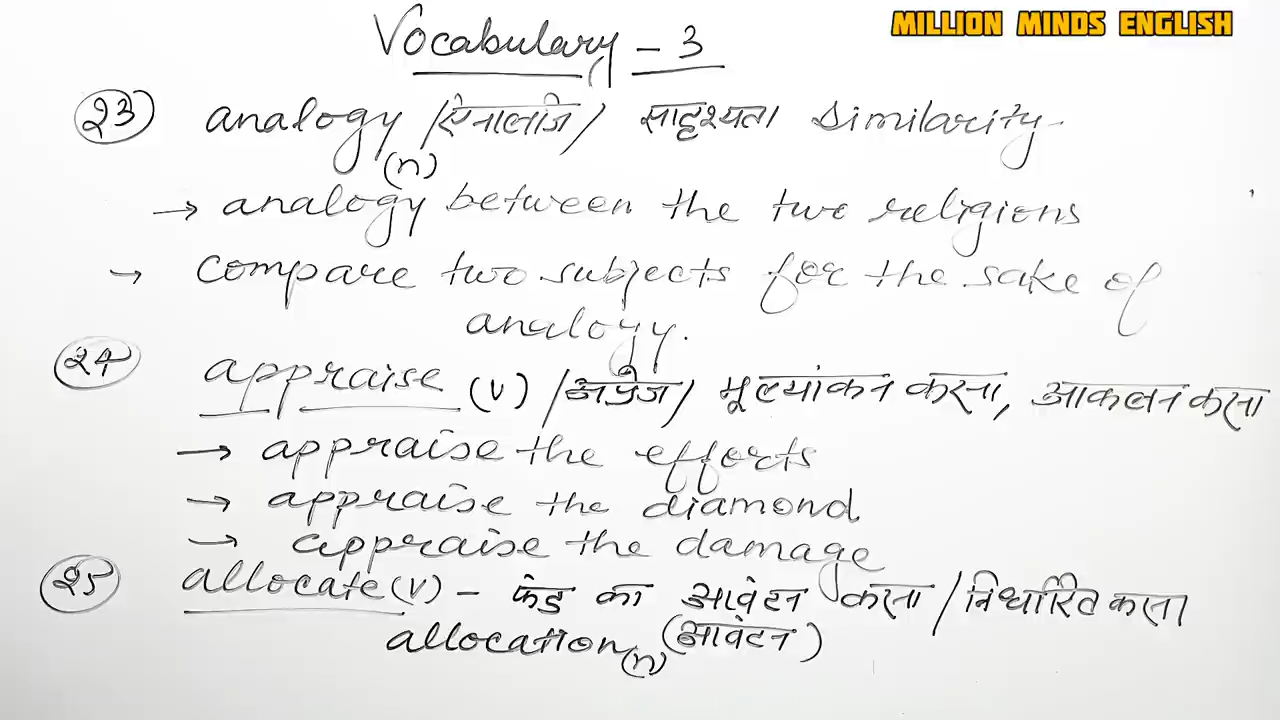 MILLION MINDS ENGLISH
Vocabulary - 3
23) analogy /ऐनालॉजि/ सादृश्यता similarity.
(n)
→ analogy between the two religions
→ compare two subjects for the sake of
analogy.
24 appraise (v) /अप्रेज/ मूल्यांकन करना, आकलन करना
→ appraise the efforts
→ appraise the diamond
→ appraise the damage
25 allocate (v) - फंड का आवंटन करना / निर्धारित करना
allocation (n) (आवंटन)